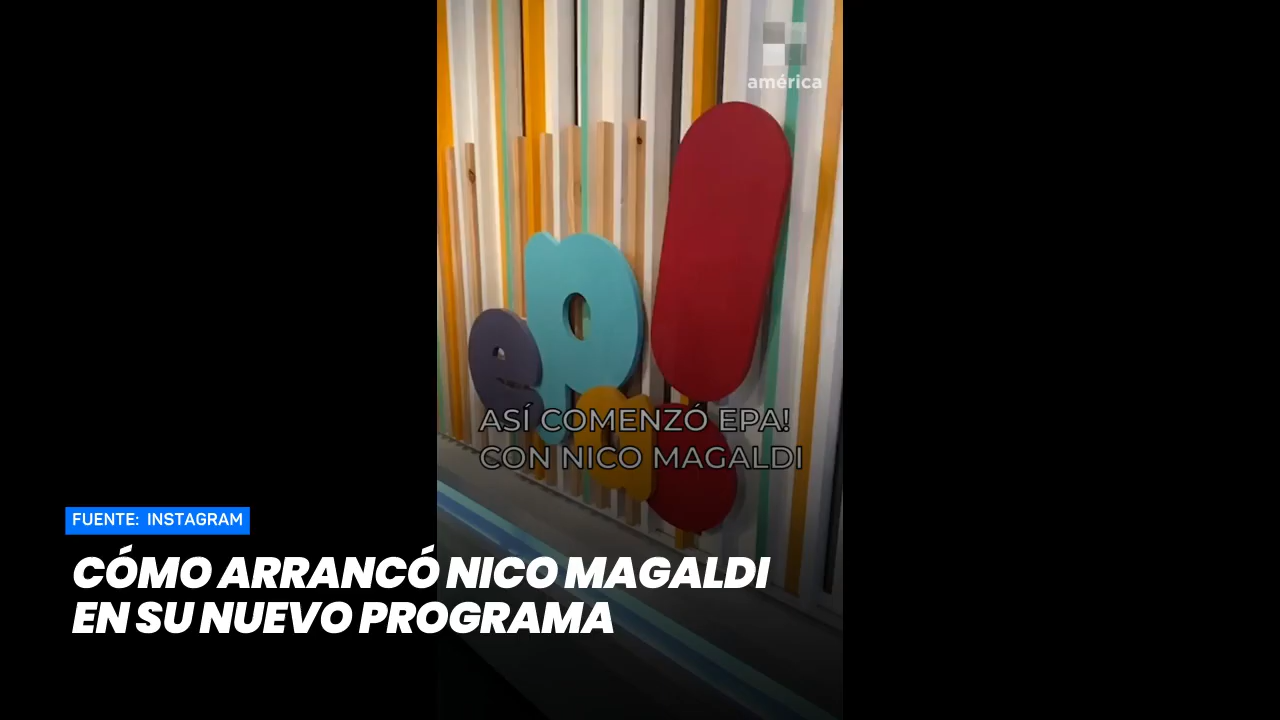 américa
epa!
ASÍ COMENZÓ EPA!
CON NICO MAGALDI
FUENTE: INSTAGRAM
CÓMO ARRANCÓ NICO MAGALDI
EN SU NUEVO PROGRAMA